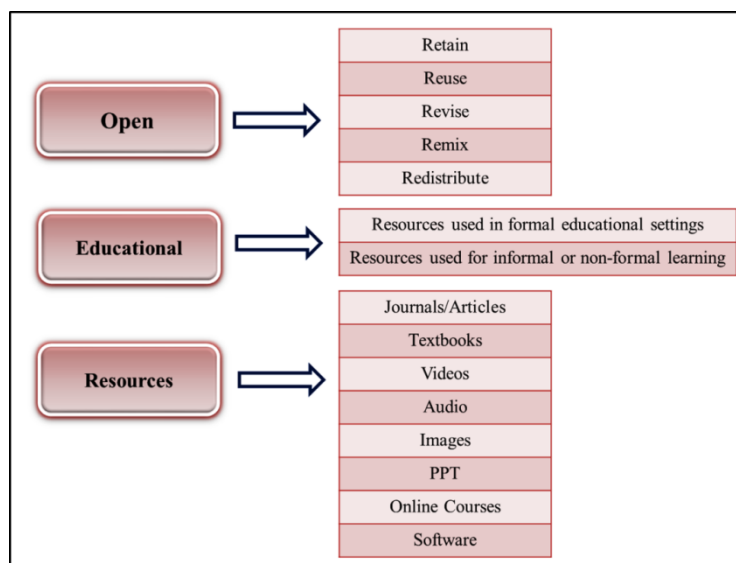 Open
Retain
Reuse
Revise
Remix
Redistribute
Educational
Resources used in formal educational settings
Resources used for informal or non-formal learning
Resources
Journals/Articles
Textbooks
Videos
Audio
Images
PPT
Online Courses
Software